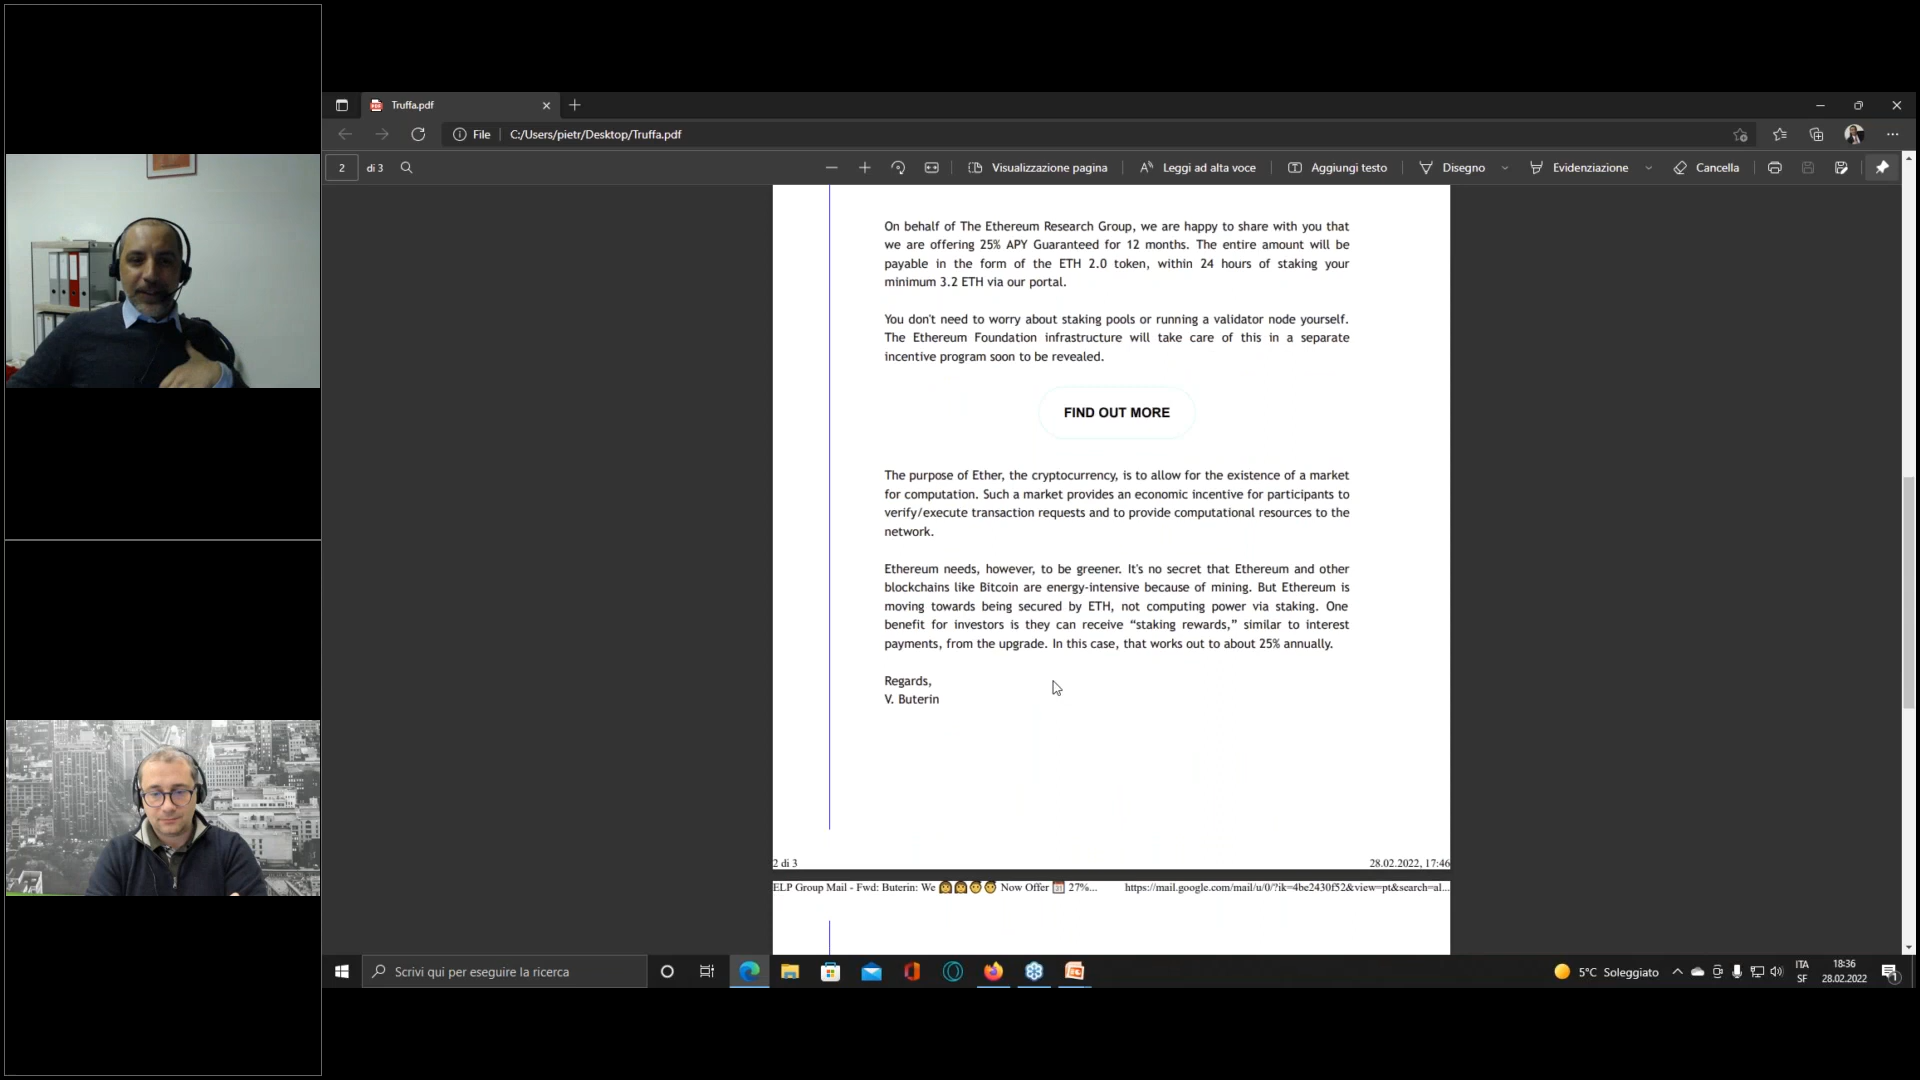 Truffa.pdf
File
C:/Users/pietr/Desktop/Truffa.pdf
2 di 3
Visualizzazione pagina
Leggi ad alta voce
Aggiungi testo
Disegno
Evidenziazione
Cancella
On behalf of The Ethereum Research Group, we are happy to share with you that
we are offering 25% APY Guaranteed for 12 months. The entire amount will be
payable in the form of the ETH 2.0 token, within 24 hours of staking your
minimum 3.2 ETH via our portal.
You don't need to worry about staking pools or running a validator node yourself.
The Ethereum Foundation infrastructure will take care of this in a separate
incentive program soon to be revealed.
FIND OUT MORE
The purpose of Ether, the cryptocurrency, is to allow for the existence of a market
for computation. Such a market provides an economic incentive for participants to
verify/execute transaction requests and to provide computational resources to the
network.
Ethereum needs, however, to be greener. It's no secret that Ethereum and other
blockchains like Bitcoin are energy-intensive because of mining. But Ethereum is
moving towards being secured by ETH, not computing power via staking. One
benefit for investors is they can receive “staking rewards,” similar to interest
payments, from the upgrade. In this case, that works out to about 25% annually.
Regards,
V. Buterin
2 di 3
28.02.2022, 17:46
ELP Group Mail - Fwd: Buterin: We 👩👩👨👨 Now Offer 📅 27%...
https://mail.google.com/mail/u/0/?ik=4be2430f52&view=pt&search=al...
Scrivi qui per eseguire la ricerca
5°C Soleggiato
ITA
SF
18:36
28.02.2022
1